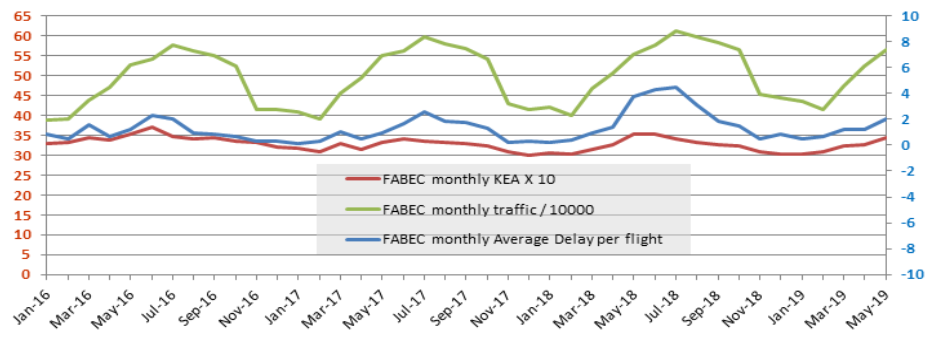 65
60
55
50
45
40
35
30
25
20
15
10
5
0
10
8
6
4
2
0
-2
-4
-6
-8
-10
FABEC monthly KEA X 10
FABEC monthly traffic / 10000
FABEC monthly Average Delay per flight
Jan-16
Mar-16
May-16
Jul-16
Sep-16
Nov-16
Jan-17
Mar-17
May-17
Jul-17
Sep-17
Nov-17
Jan-18
Mar-18
May-18
Jul-18
Sep-18
Nov-18
Jan-19
Mar-19
May-19